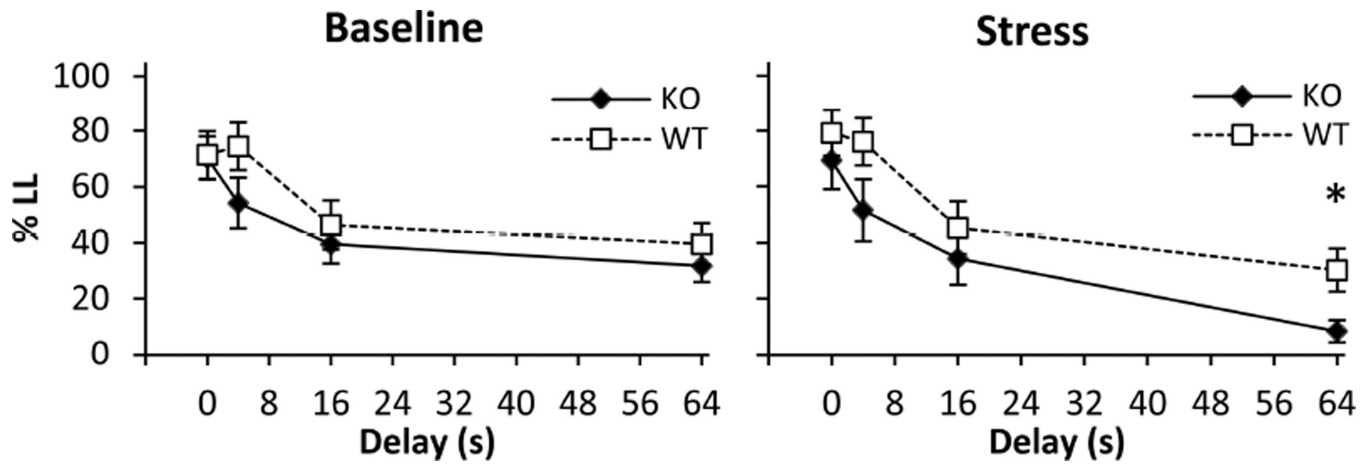 Baseline
Stress
% LL
100
80
60
40
20
0
KO
WT
0 8 16 24 32 40 48 56 64
Delay (s)
KO
WT
*
0 8 16 24 32 40 48 56 64
Delay (s)